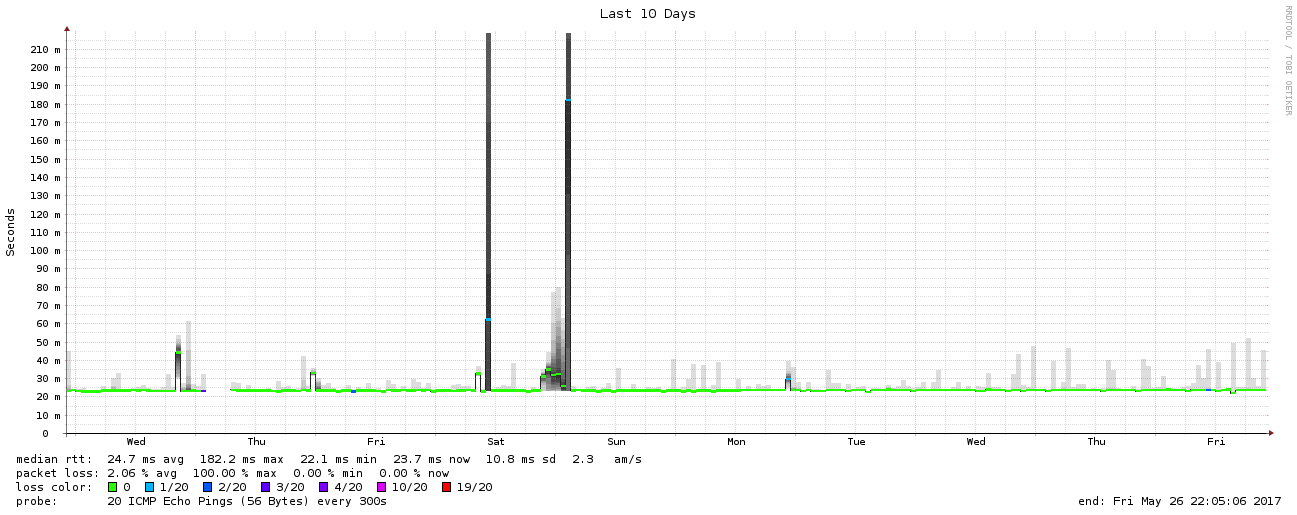 Last 10 Days
RRDTOOL / TOBI OETIKER
210 m
200 m
190 m
180 m
170 m
160 m
150 m
140 m
130 m
120 m
110 m
100 m
90 m
80 m
70 m
60 m
50 m
40 m
30 m
20 m
10 m
0
Seconds
Wed Thu Fri Sat Sun Mon Tue Wed Thu Fri
median rtt: 24.7 ms avg 182.2 ms max 22.1 ms min 23.7 ms now 10.8 ms sd 2.3 am/s
packet loss: 2.06 % avg 100.00 % max 0.00 % min 0.00 % now
loss color: 0 1/20 2/20 3/20 4/20 10/20 19/20
probe: 20 ICMP Echo Pings (56 Bytes) every 300s end: Fri May 26 22:05:06 2017